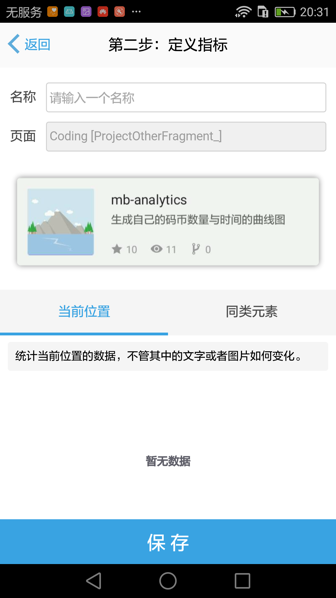 无服务 ··· 20:31
返回 第二步：定义指标
名称 请输入一个名称
页面 Coding [ProjectOtherFragment_]
mb-analytics
生成自己的码币数量与时间的曲线图
10 11 0
当前位置 同类元素
统计当前位置的数据，不管其中的文字或者图片如何变化。
暂无数据
保存